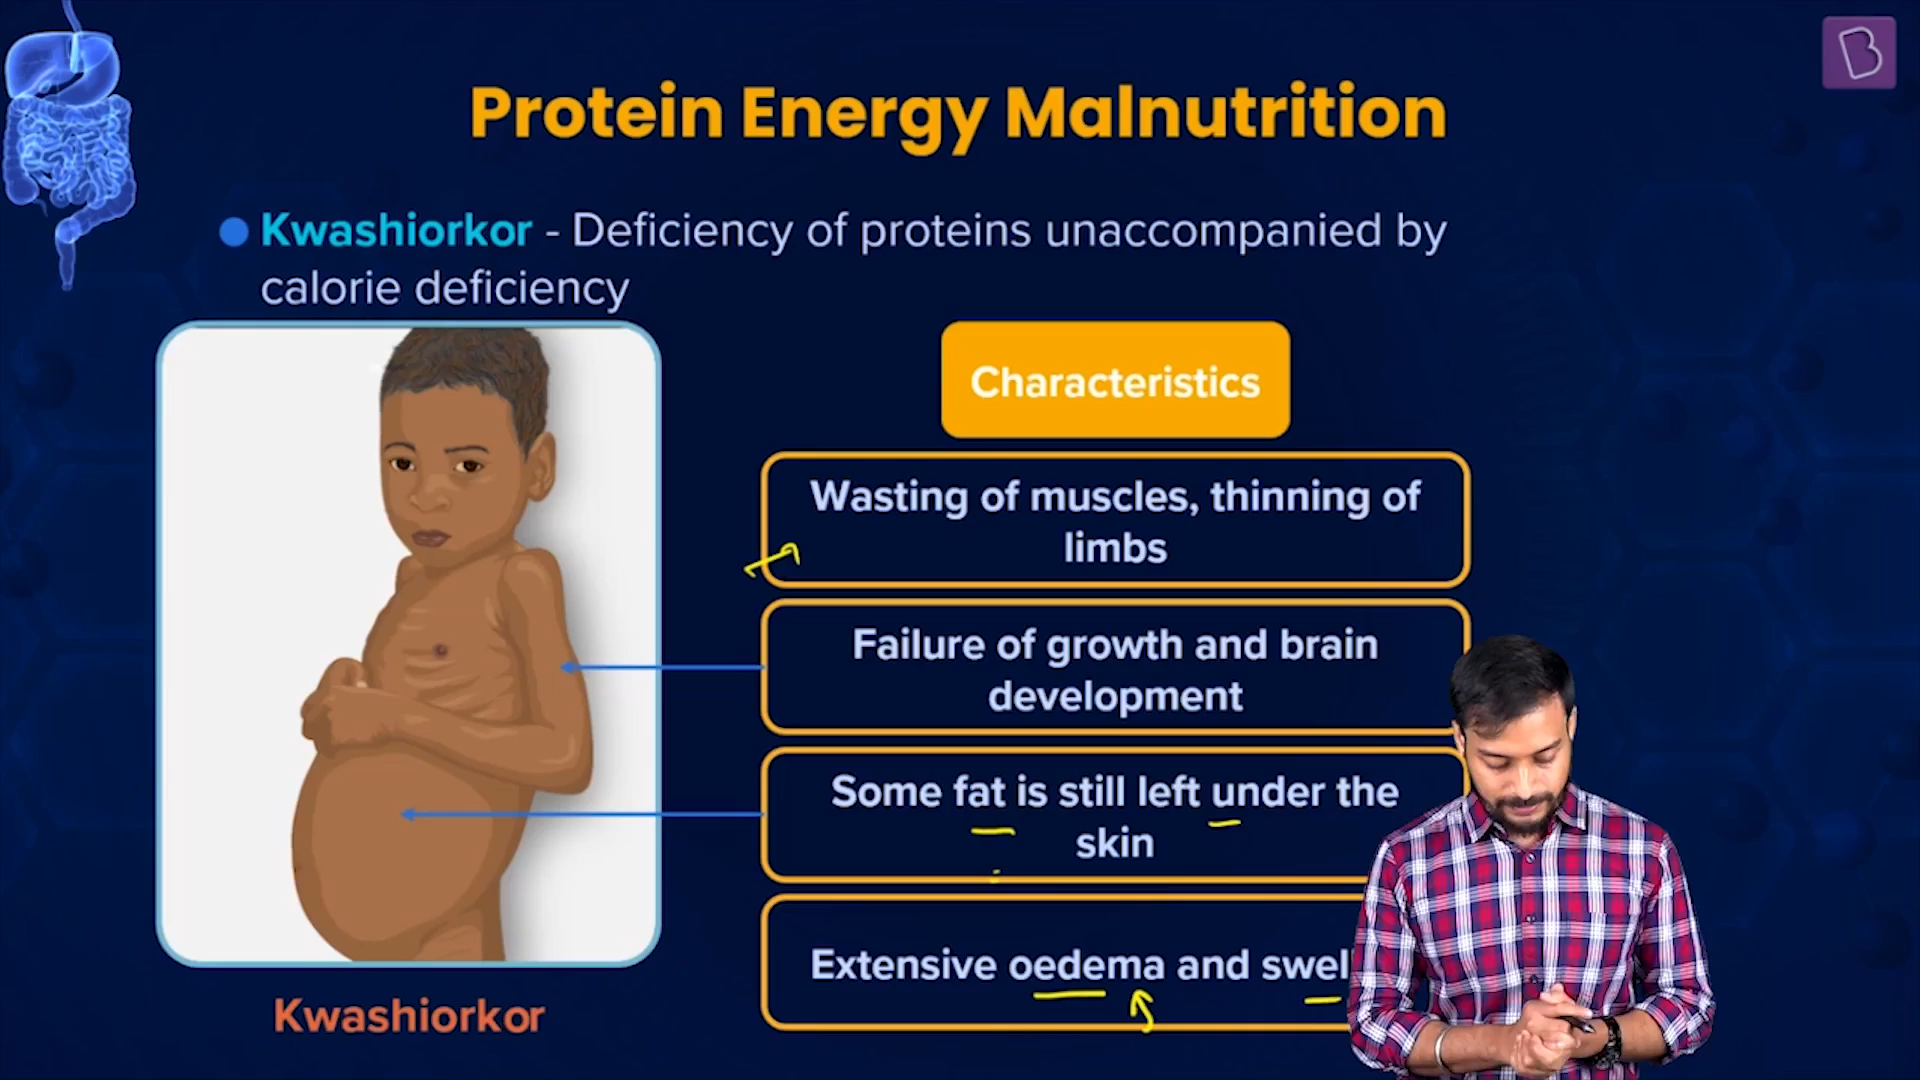 Protein Energy Malnutrition
Kwashiorkor - Deficiency of proteins unaccompanied by
calorie deficiency
Characteristics
Wasting of muscles, thinning of
limbs
Failure of growth and brain
development
Some fat is still left under the
skin
Extensive oedema and swel
Kwashiorkor